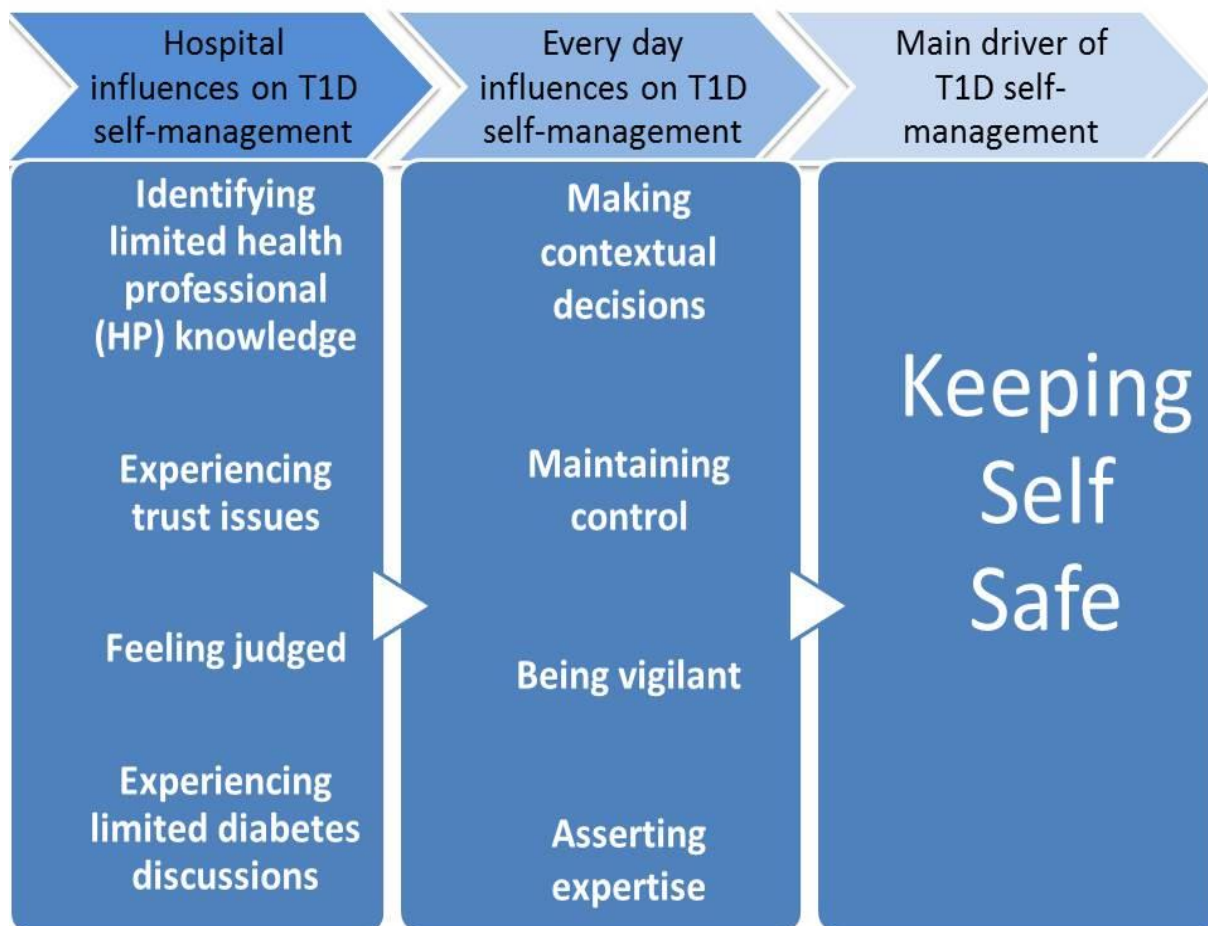 Hospital
influences on T1D
self-management
Every day
influences on T1D
self-management
Main driver of
T1D self-
management
Identifying
limited health
professional
(HP) knowledge
Experiencing
trust issues
Feeling judged
Experiencing
limited diabetes
discussions
Making
contextual
decisions
Maintaining
control
Being vigilant
Asserting
expertise
Keeping
Self
Safe